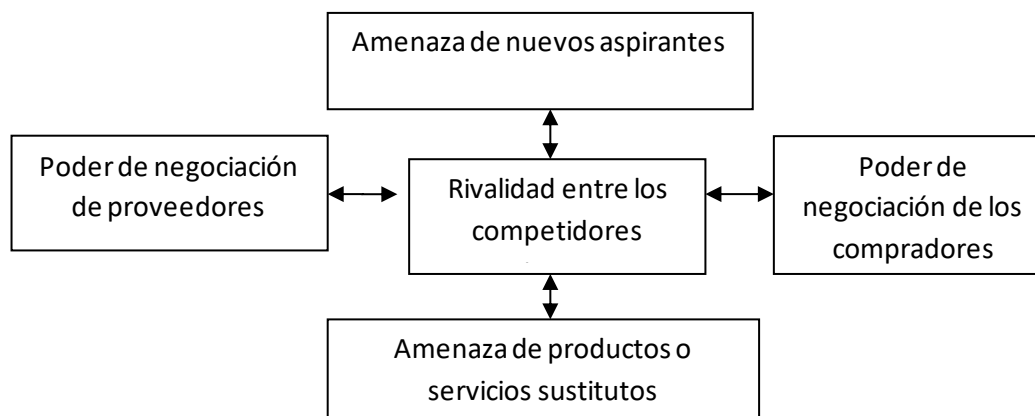 Amenaza de nuevos aspirantes
Poder de negociación
de proveedores
Rivalidad entre los
competidores
Poder de
negociación de los
compradores
Amenaza de productos o
servicios sustitutos